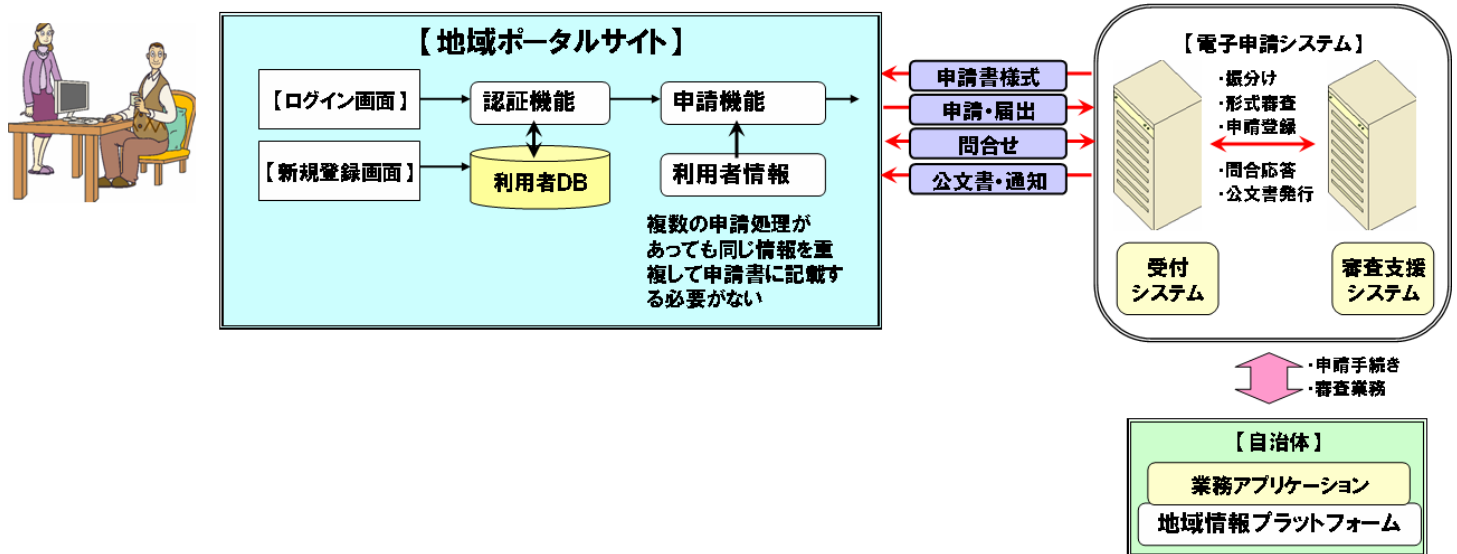 【地域ポータルサイト】
【ログイン画面】
認証機能
申請機能
【新規登録画面】
利用者DB
利用者情報
複数の申請処理が
あっても同じ情報を重
複して申請書に記載す
る必要がない
申請書様式
申請・届出
問合せ
公文書・通知
【電子申請システム】
・振分け
・形式審査
・申請登録
・問合応答
・公文書発行
受付
システム
審査支援
システム
・申請手続き
・審査業務
【自治体】
業務アプリケーション
地域情報プラットフォーム